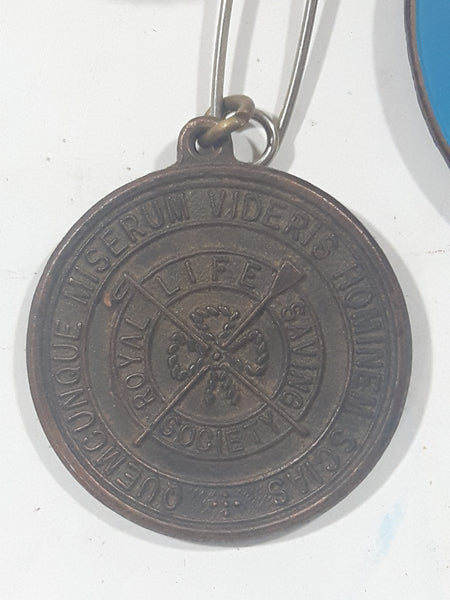 QUEMCUNQUE MISERUM VIDERIS HOMINEM SCIAS
ROYAL LIFE SAVING
SOCIETY